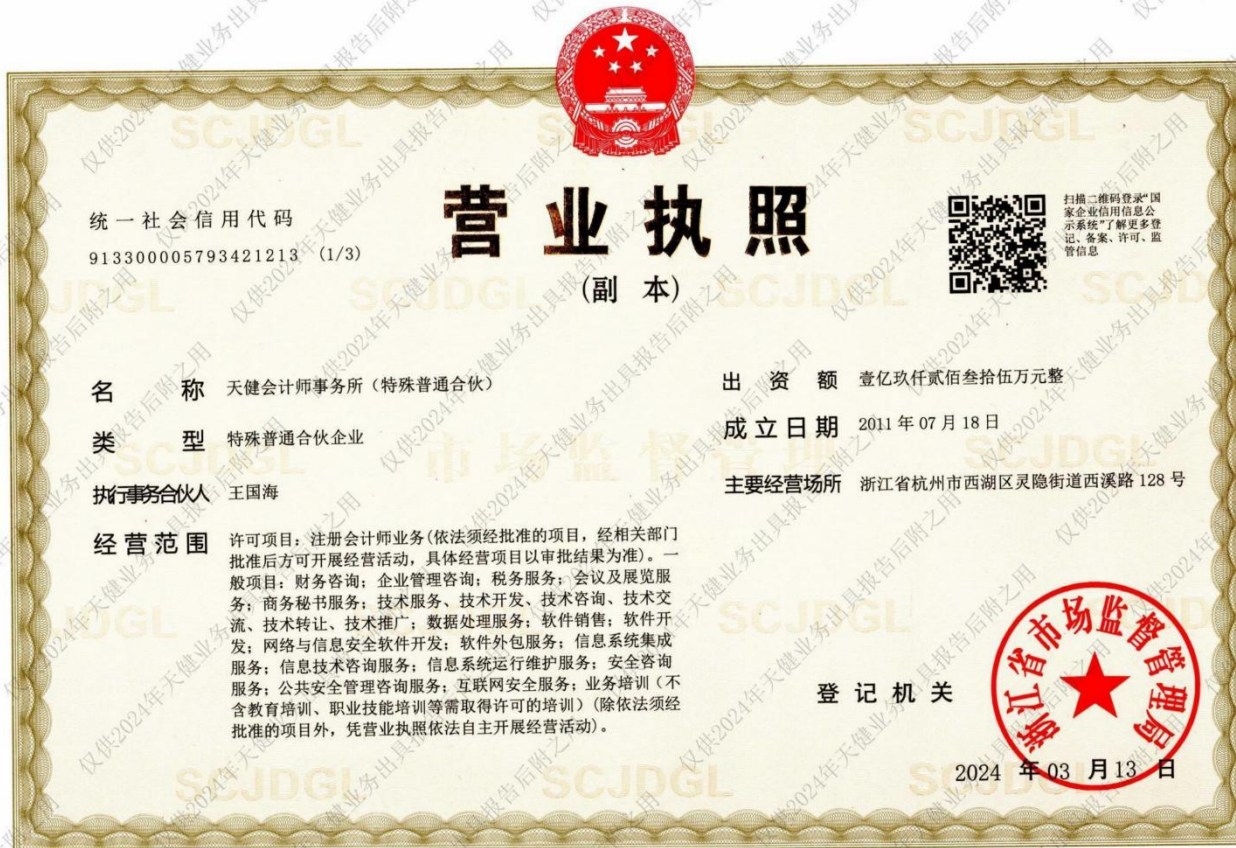 营业执照
(副 本)
统一社会信用代码
913300005793421213 (1/3)
扫描二维码登录“国
家企业信用信息公
示系统”了解更多登
记、备案、许可、监
管信息
名 称 天健会计师事务所（特殊普通合伙）
类 型 特殊普通合伙企业
执行事务合伙人 王国海
经营范围 许可项目：注册会计师业务(依法须经批准的项目，经相关部门
批准后方可开展经营活动，具体经营项目以审批结果为准)。一
般项目：财务咨询；企业管理咨询；税务服务；会议及展览服
务；商务秘书服务；技术服务、技术开发、技术咨询、技术交
流、技术转让、技术推广；数据处理服务；软件销售；软件开
发；网络与信息安全软件开发；软件外包服务；信息系统集成
服务；信息技术咨询服务；信息系统运行维护服务；安全咨询
服务；公共安全管理咨询服务；互联网安全服务；业务培训（不
含教育培训、职业技能培训等需取得许可的培训）(除依法须经
批准的项目外，凭营业执照依法自主开展经营活动)。
出 资 额 壹亿玖仟贰佰叁拾伍万元整
成立日期 2011年07月18日
主要经营场所 浙江省杭州市西湖区灵隐街道西溪路128号
登记机关
浙江省市场监督管理局
2024 年 03 月 13 日
仅供2024年天健业务出具报告后附之用
SCJDGL
市场监督管理